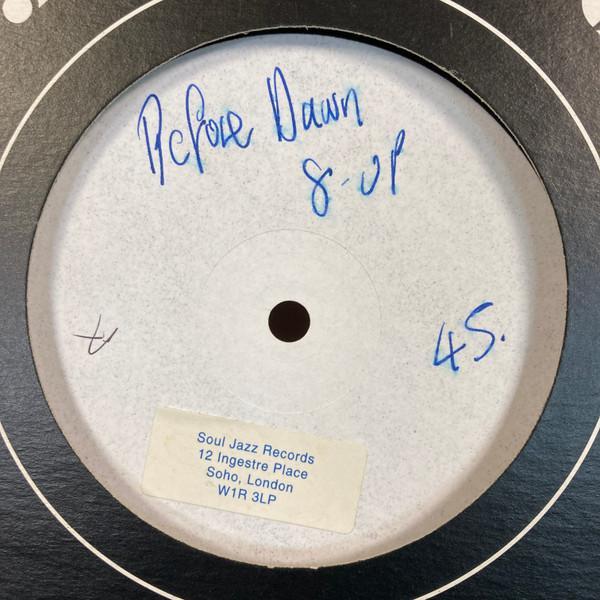 Before Dawn
8-UP
45.
Soul Jazz Records
12 Ingestre Place
Soho, London
W1R 3LP